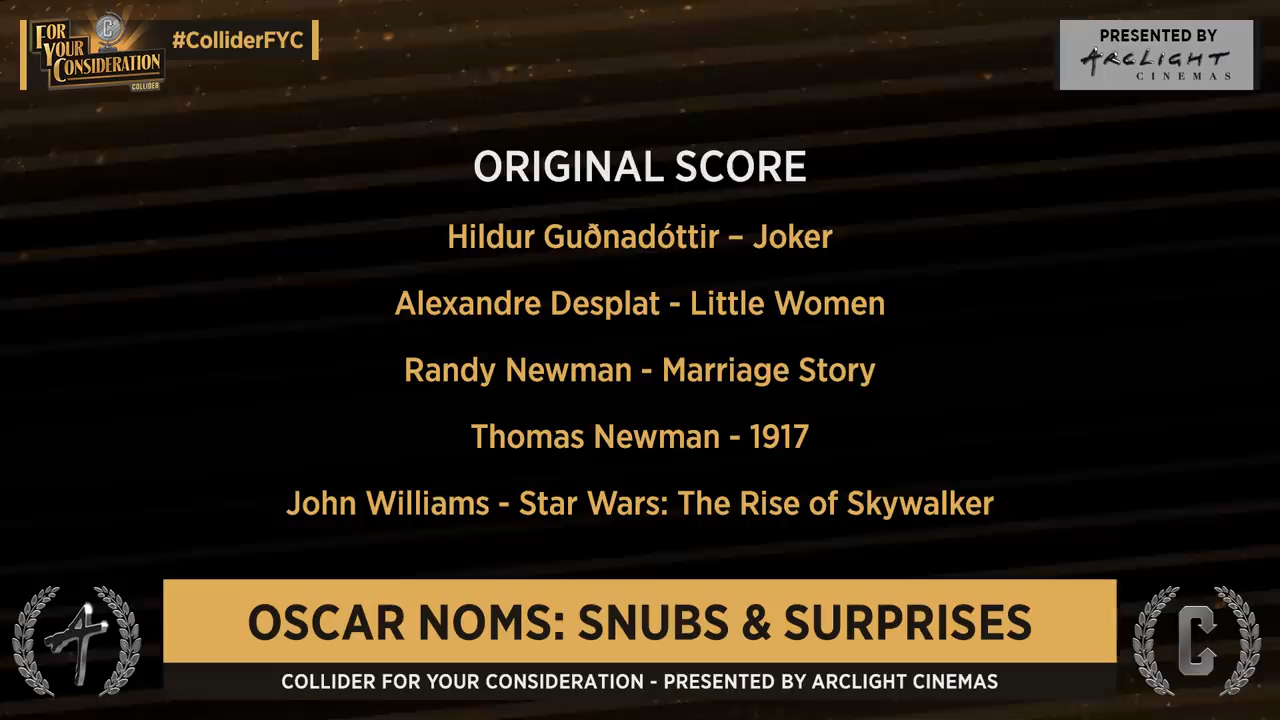 FOR
YOUR
CONSIDERATION
COLLIDER
#ColliderFYC
PRESENTED BY
ARCLIGHT
CINEMAS
ORIGINAL SCORE
Hildur Guðnadóttir – Joker
Alexandre Desplat - Little Women
Randy Newman - Marriage Story
Thomas Newman - 1917
John Williams - Star Wars: The Rise of Skywalker
OSCAR NOMS: SNUBS & SURPRISES
COLLIDER FOR YOUR CONSIDERATION - PRESENTED BY ARCLIGHT CINEMAS